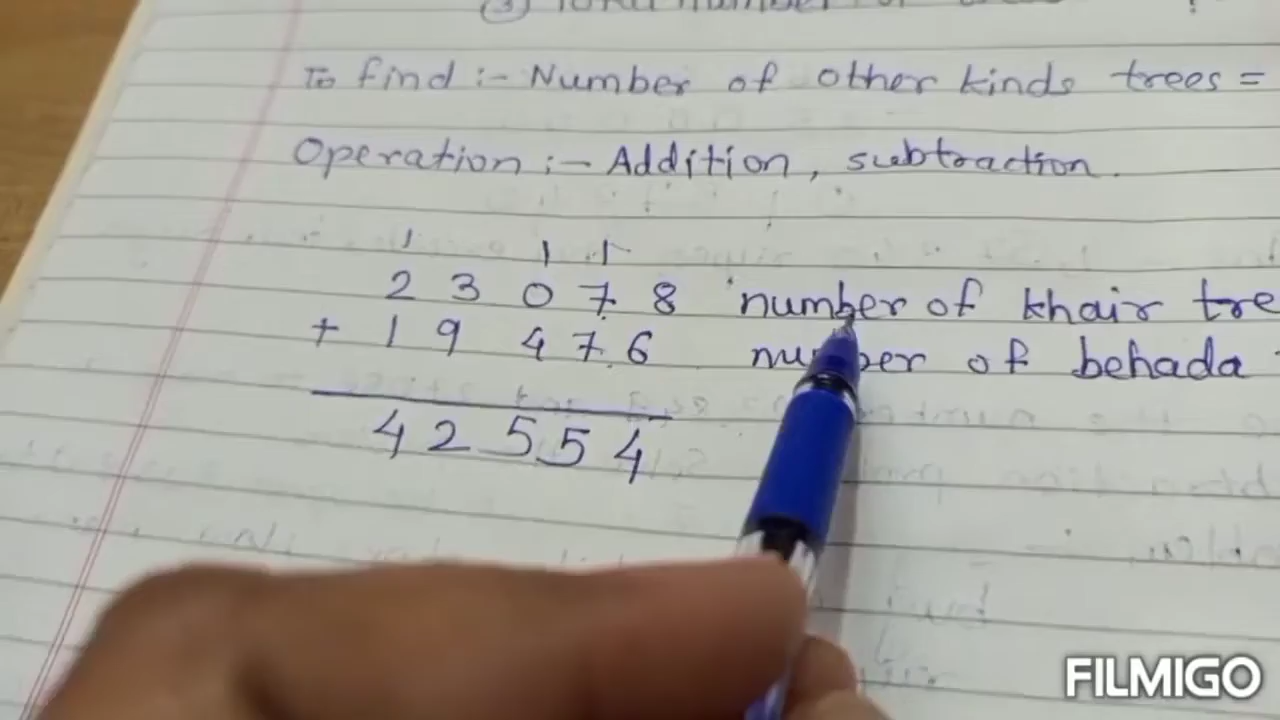 To find :- Number of other kinds trees =
Operation :- Addition, subtraction.
1 1 1
2 3 0 7 8 number of khair tre
+ 1 9 4 7 6 number of behada
4 2 5 5 4
FILMIGO